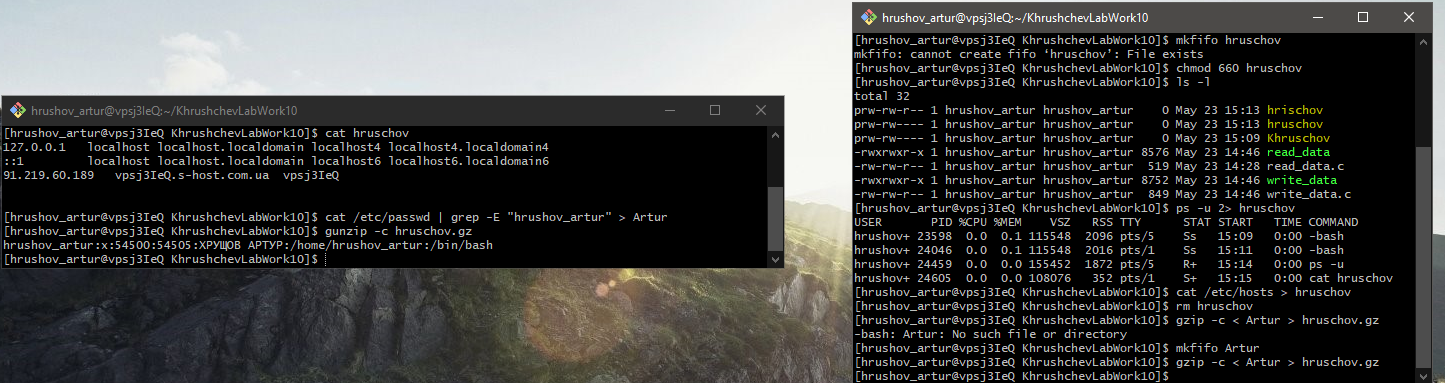 hrushov_artur@vpsj3IeQ:~/KhrushchevLabWork10
[hrushov_artur@vpsj3IeQ KhrushchevLabWork10]$ cat hruschov
127.0.0.1   localhost localhost.localdomain localhost4 localhost4.localdomain4
::1         localhost localhost.localdomain localhost6 localhost6.localdomain6
91.219.60.189   vpsj3IeQ.s-host.com.ua  vpsj3IeQ
[hrushov_artur@vpsj3IeQ KhrushchevLabWork10]$ cat /etc/passwd | grep -E "hrushov_artur" > Artur
[hrushov_artur@vpsj3IeQ KhrushchevLabWork10]$ gunzip -c hruschov.gz
hrushov_artur:x:54500:54505:ХРУЩОВ АРТУР:/home/hrushov_artur:/bin/bash
[hrushov_artur@vpsj3IeQ KhrushchevLabWork10]$
hrushov_artur@vpsj3IeQ:~/KhrushchevLabWork10
[hrushov_artur@vpsj3IeQ KhrushchevLabWork10]$ mkfifo hruschov
mkfifo: cannot create fifo ‘hruschov’: File exists
[hrushov_artur@vpsj3IeQ KhrushchevLabWork10]$ chmod 660 hruschov
[hrushov_artur@vpsj3IeQ KhrushchevLabWork10]$ ls -l
total 32
prw-rw-r-- 1 hrushov_artur hrushov_artur    0 May 23 15:13 hrischov
prw-rw---- 1 hrushov_artur hrushov_artur    0 May 23 15:13 hruschov
prw-rw---- 1 hrushov_artur hrushov_artur    0 May 23 15:09 Khruschov
-rwxrwxr-x 1 hrushov_artur hrushov_artur 8576 May 23 14:46 read_data
-rw-rw-r-- 1 hrushov_artur hrushov_artur  519 May 23 14:28 read_data.c
-rwxrwxr-x 1 hrushov_artur hrushov_artur 8752 May 23 14:46 write_data
-rw-rw-r-- 1 hrushov_artur hrushov_artur  849 May 23 14:46 write_data.c
[hrushov_artur@vpsj3IeQ KhrushchevLabWork10]$ ps -u 2> hruschov
USER       PID %CPU %MEM    VSZ   RSS TTY      STAT START   TIME COMMAND
hrushov+ 23598  0.0  0.1 115548  2096 pts/5    Ss   15:09   0:00 -bash
hrushov+ 24046  0.0  0.1 115548  2016 pts/1    Ss   15:11   0:00 -bash
hrushov+ 24459  0.0  0.0 155452  1872 pts/5    R+   15:14   0:00 ps -u
hrushov+ 24605  0.0  0.0 108076   352 pts/1    S+   15:15   0:00 cat hruschov
[hrushov_artur@vpsj3IeQ KhrushchevLabWork10]$ cat /etc/hosts > hruschov
[hrushov_artur@vpsj3IeQ KhrushchevLabWork10]$ rm hruschov
[hrushov_artur@vpsj3IeQ KhrushchevLabWork10]$ gzip -c < Artur > hruschov.gz
-bash: Artur: No such file or directory
[hrushov_artur@vpsj3IeQ KhrushchevLabWork10]$ mkfifo Artur
[hrushov_artur@vpsj3IeQ KhrushchevLabWork10]$ gzip -c < Artur > hruschov.gz
[hrushov_artur@vpsj3IeQ KhrushchevLabWork10]$